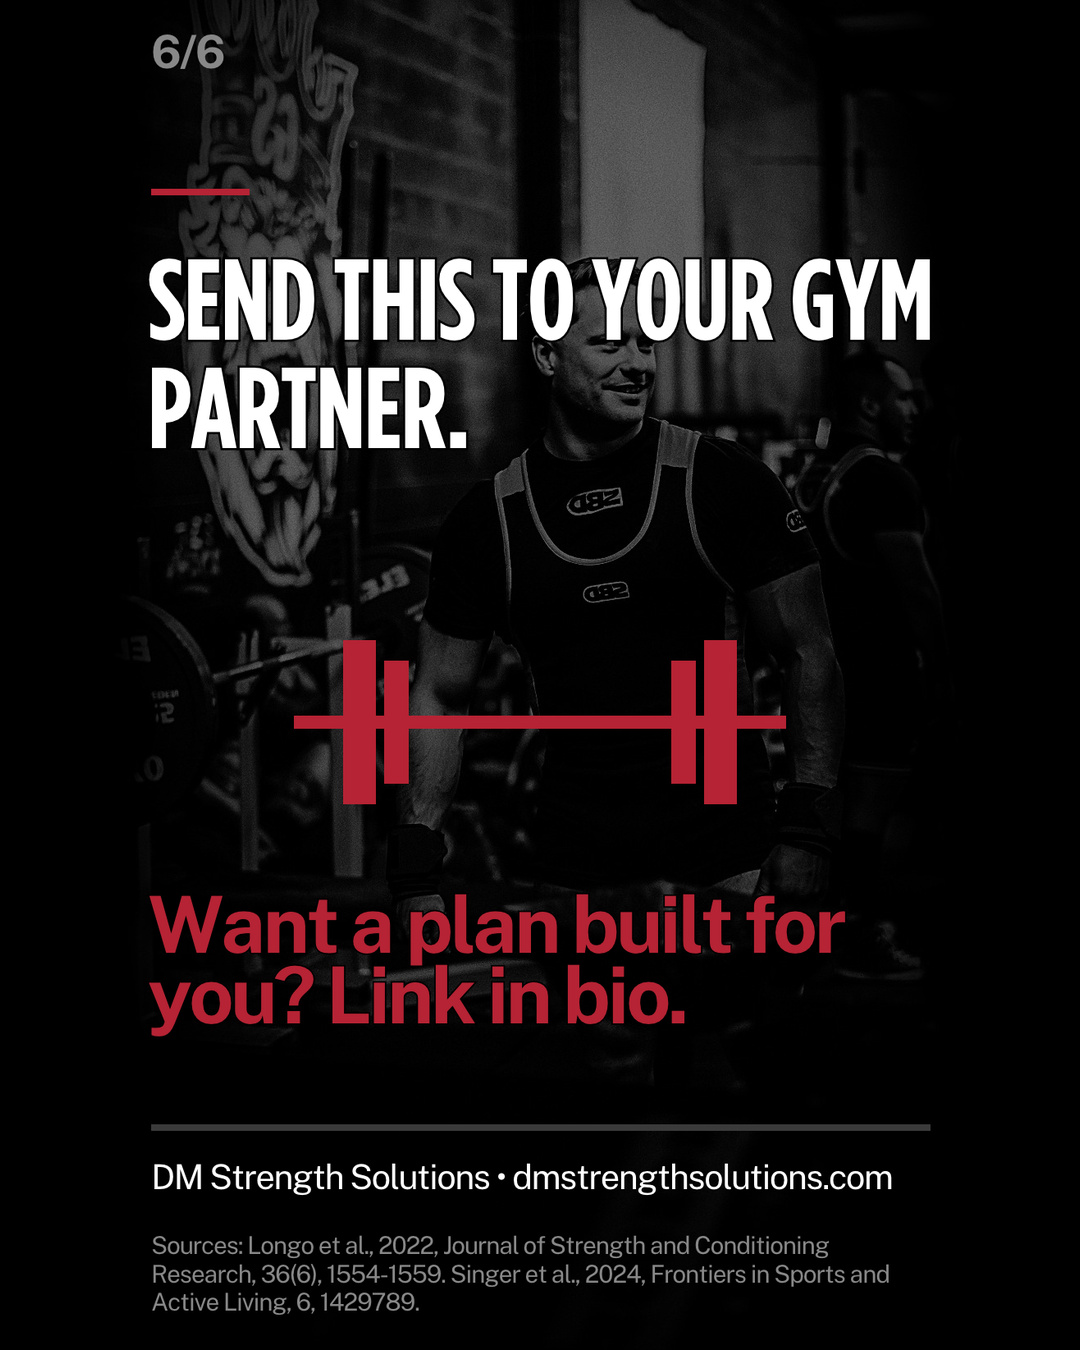 6/6
SEND THIS TO YOUR GYM
PARTNER.
Want a plan built for
you? Link in bio.
DM Strength Solutions • dmstrengthsolutions.com
Sources: Longo et al., 2022, Journal of Strength and Conditioning
Research, 36(6), 1554-1559. Singer et al., 2024, Frontiers in Sports and
Active Living, 6, 1429789.